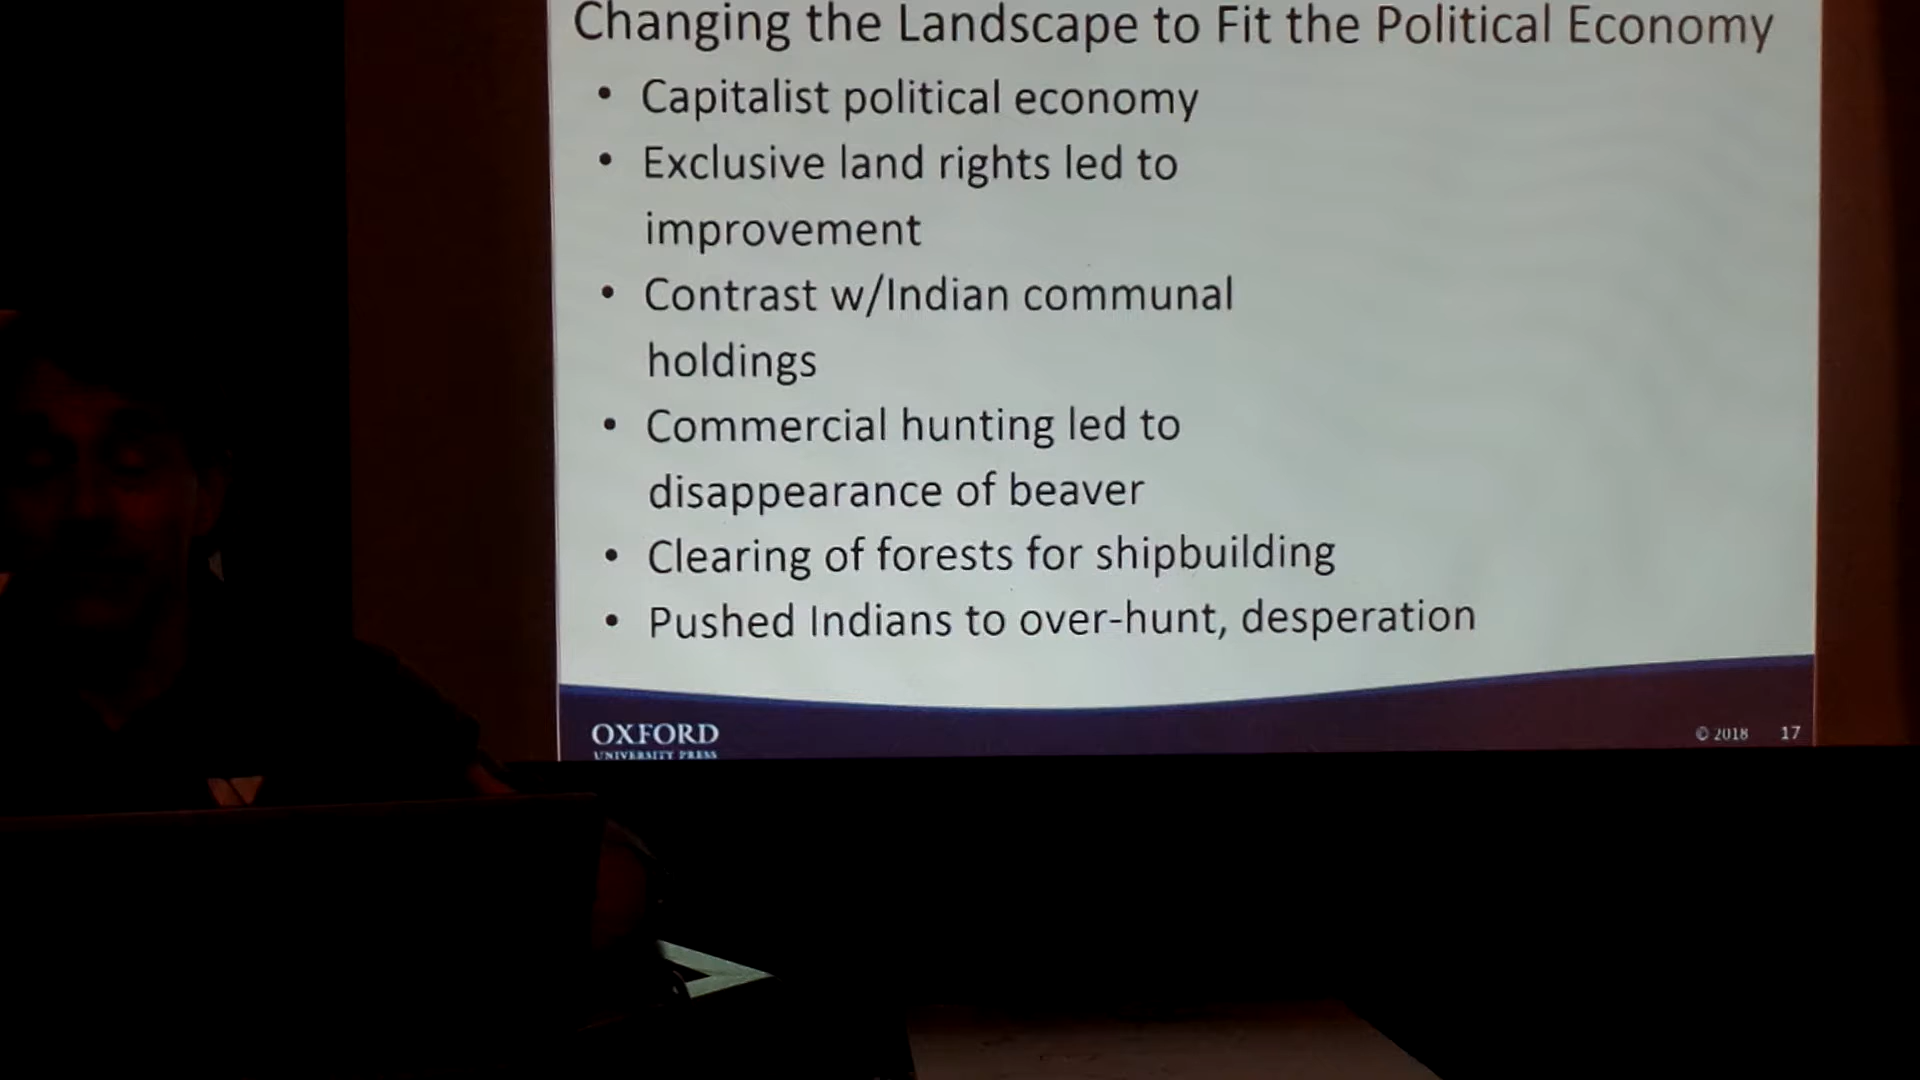 Changing the Landscape to Fit the Political Economy
• Capitalist political economy
• Exclusive land rights led to
improvement
• Contrast w/Indian communal
holdings
• Commercial hunting led to
disappearance of beaver
• Clearing of forests for shipbuilding
• Pushed Indians to over-hunt, desperation
OXFORD
UNIVERSITY PRESS
© 2018 17